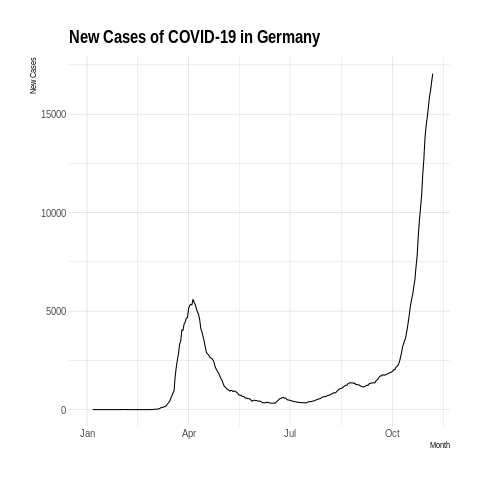 New Cases of COVID-19 in Germany
New Cases
15000
10000
5000
0
Jan Apr Jul Oct
Month